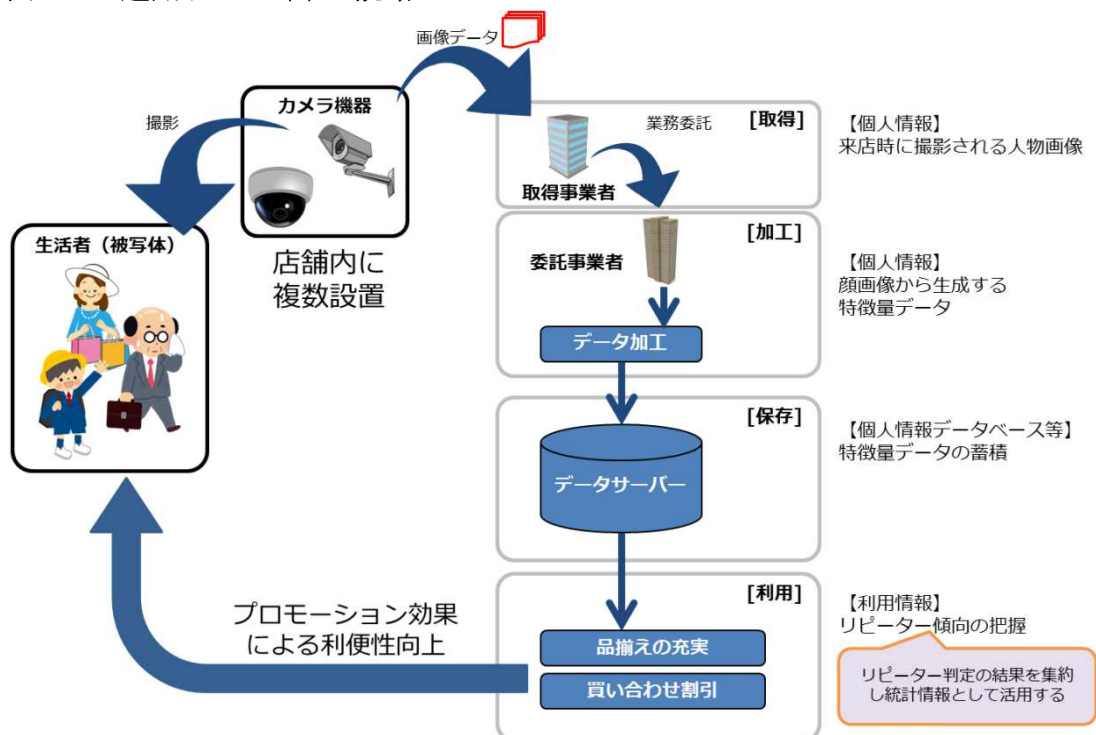 画像データ
カメラ機器
撮影
店舗内に
複数設置
生活者（被写体）
[取得]
業務委託
取得事業者
【個人情報】
来店時に撮影される人物画像
[加工]
委託事業者
データ加工
【個人情報】
顔画像から生成する
特徴量データ
[保存]
データサーバー
【個人情報データベース等】
特徴量データの蓄積
[利用]
品揃えの充実
買い合わせ割引
【利用情報】
リピーター傾向の把握
リピーター判定の結果を集約
し統計情報として活用する
プロモーション効果
による利便性向上